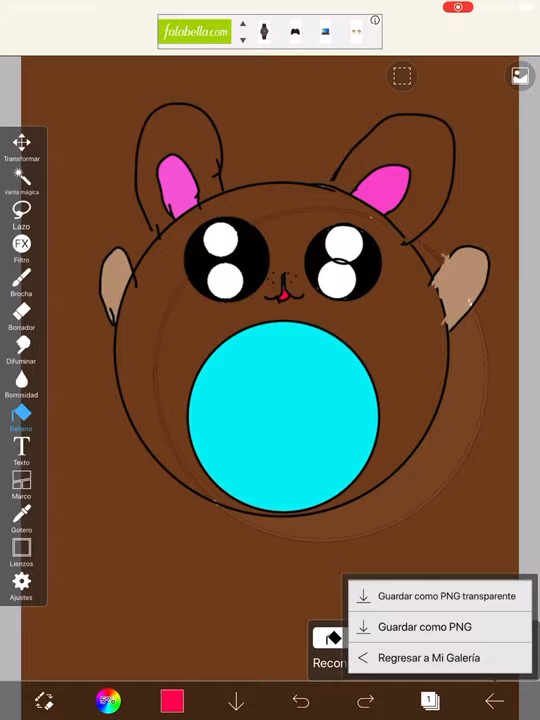 falabella.com
Transformar
Varita mágica
Lazo
FX
Filtro
Brocha
Borrador
Difuminar
Borrosidad
Relleno
T
Texto
Marco
Gotero
Lienzos
Ajustes
Guardar como PNG transparente
Guardar como PNG
Regresar a Mi Galería
Recon
1